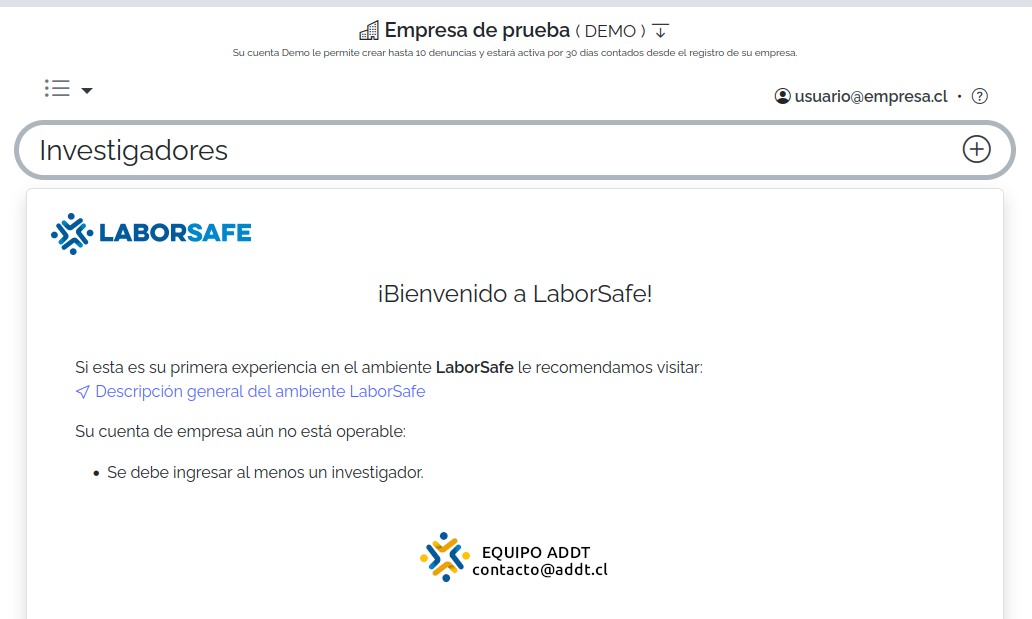 Empresa de prueba ( DEMO )
Su cuenta Demo le permite crear hasta 10 denuncias y estará activa por 30 días contados desde el registro de su empresa.
usuario@empresa.cl • ?
Investigadores
LABORSAFE
¡Bienvenido a LaborSafe!
Si esta es su primera experiencia en el ambiente LaborSafe le recomendamos visitar:
Descripción general del ambiente LaborSafe
Su cuenta de empresa aún no está operable:
• Se debe ingresar al menos un investigador.
EQUIPO ADDT
contacto@addt.cl